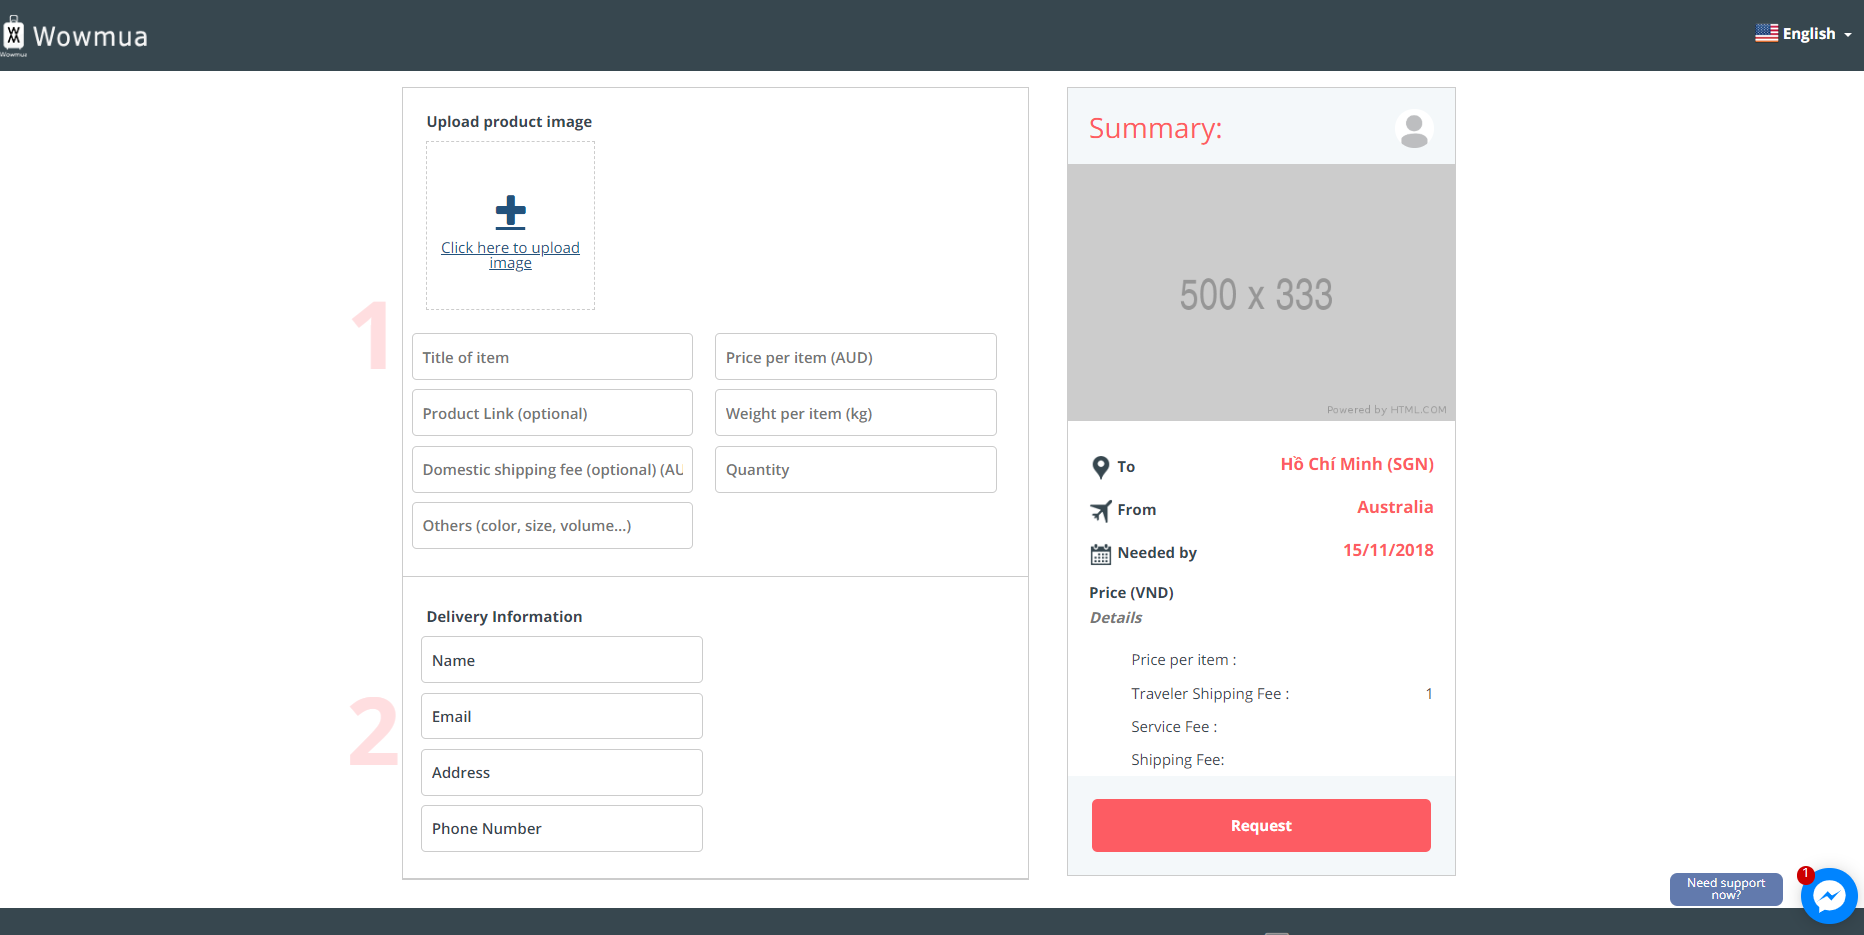 Wowmua
Wowmua
English
Upload product image
Click here to upload
image
1
Title of item
Price per item (AUD)
Product Link (optional)
Weight per item (kg)
Domestic shipping fee (optional) (AU
Quantity
Others (color, size, volume...)
2
Delivery Information
Name
Email
Address
Phone Number
Summary:
500 x 333
Powered by HTML.COM
To
Hồ Chí Minh (SGN)
From
Australia
Needed by
15/11/2018
Price (VND)
Details
Price per item :
Traveler Shipping Fee :
1
Service Fee :
Shipping Fee:
Request
Need support
now?
1